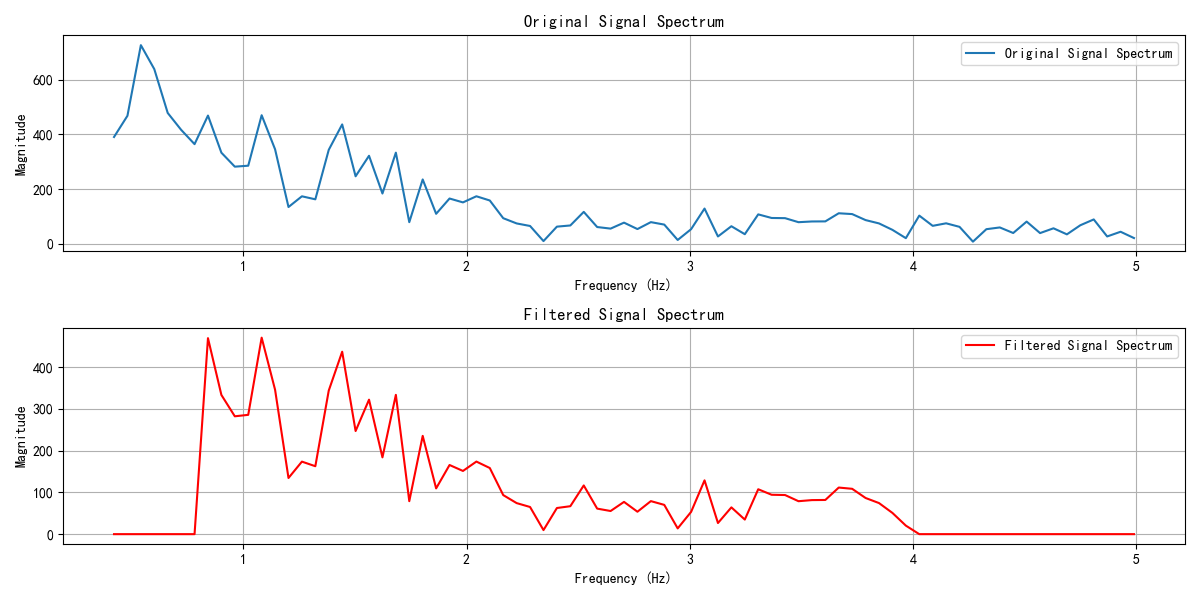 Original Signal Spectrum
Original Signal Spectrum
Magnitude
600
400
200
0
1 2 3 4 5
Frequency (Hz)
Filtered Signal Spectrum
Filtered Signal Spectrum
Magnitude
400
300
200
100
0
1 2 3 4 5
Frequency (Hz)